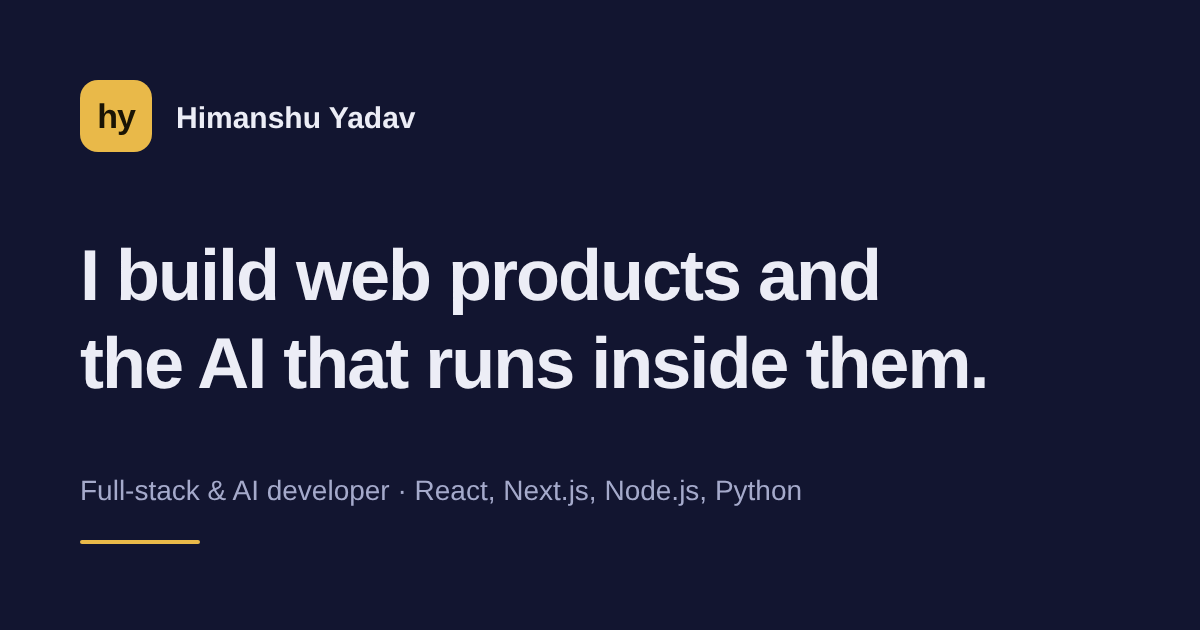 hy
Himanshu Yadav
I build web products and
the AI that runs inside them.
Full-stack & AI developer · React, Next.js, Node.js, Python